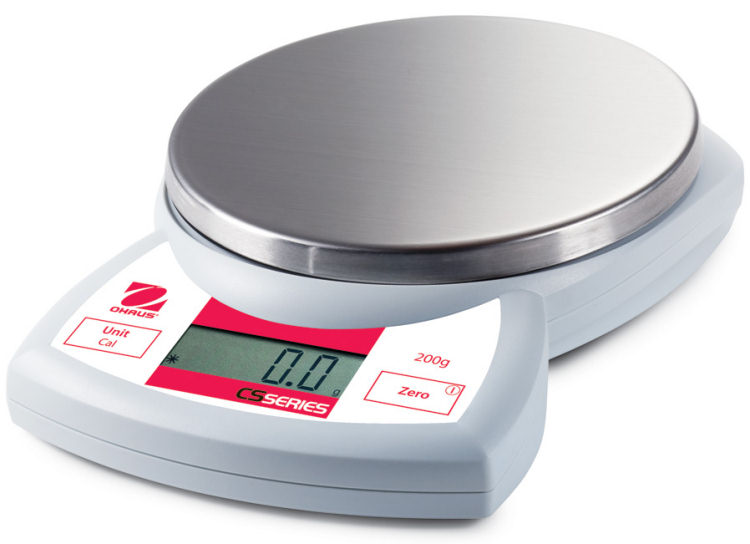 OHAUS®
Unit
Cal
* 0.0 g
CS SERIES
200g
Zero